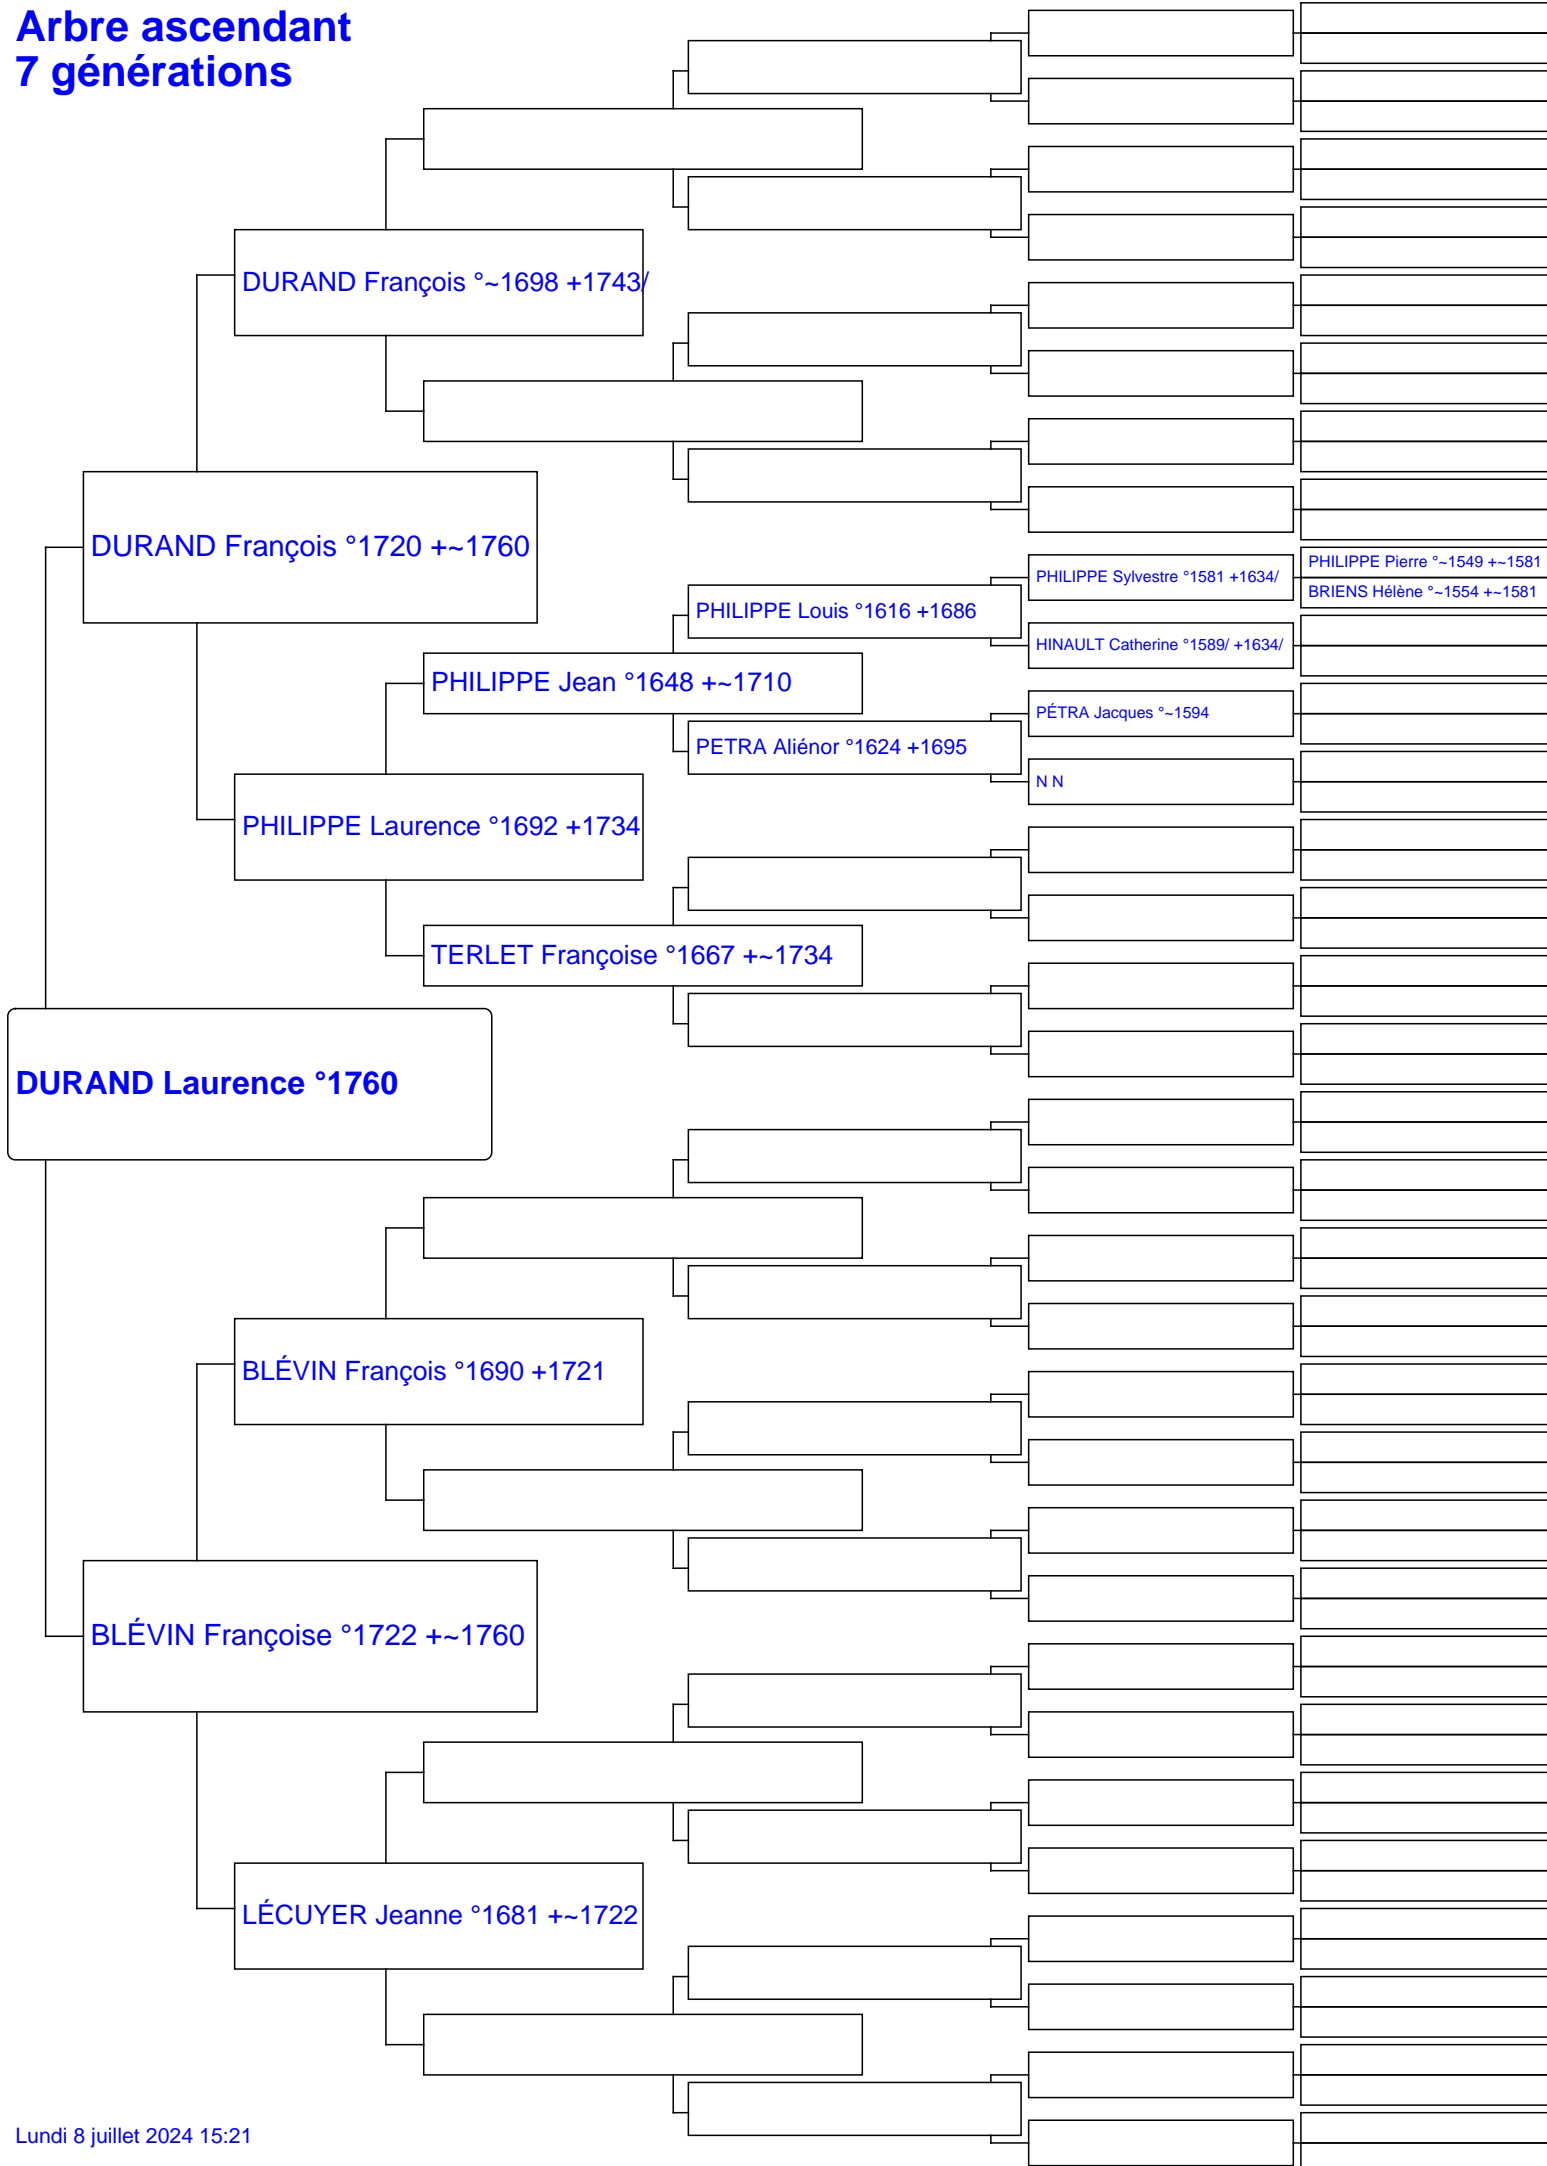 Arbre ascendant
7 générations
DURAND François °~1698 +1743/
DURAND François °1720 +~1760
PHILIPPE Pierre °~1549 +~1581
PHILIPPE Sylvestre °1581 +1634/
BRIENS Hélène °~1554 +~1581
PHILIPPE Louis °1616 +1686
HINAULT Catherine °1589/ +1634/
PHILIPPE Jean °1648 +~1710
PÉTRA Jacques °~1594
PETRA Aliénor °1624 +1695
N N
PHILIPPE Laurence °1692 +1734
TERLET Françoise °1667 +~1734
DURAND Laurence °1760
BLÉVIN François °1690 +1721
BLÉVIN Françoise °1722 +~1760
LÉCUYER Jeanne °1681 +~1722
Lundi 8 juillet 2024 15:21